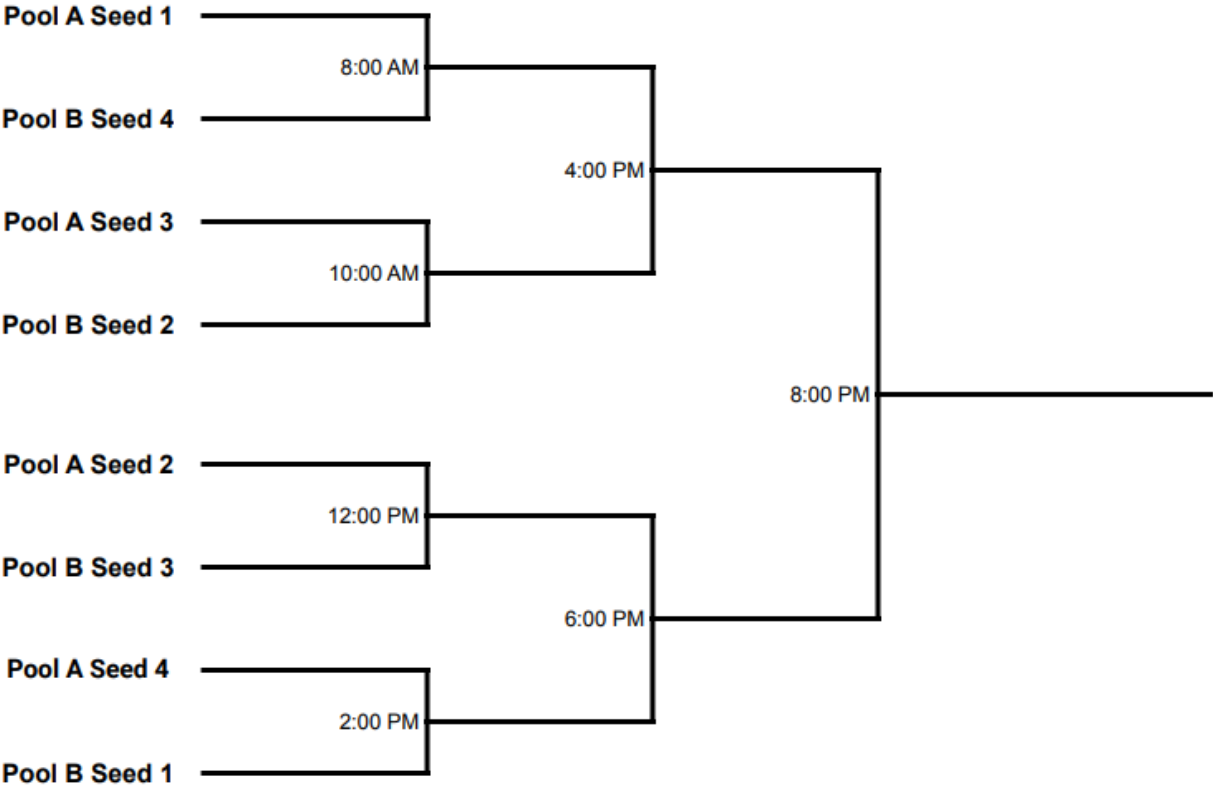 Pool A Seed 1
8:00 AM
Pool B Seed 4
4:00 PM
Pool A Seed 3
10:00 AM
Pool B Seed 2
8:00 PM
Pool A Seed 2
12:00 PM
Pool B Seed 3
6:00 PM
Pool A Seed 4
2:00 PM
Pool B Seed 1